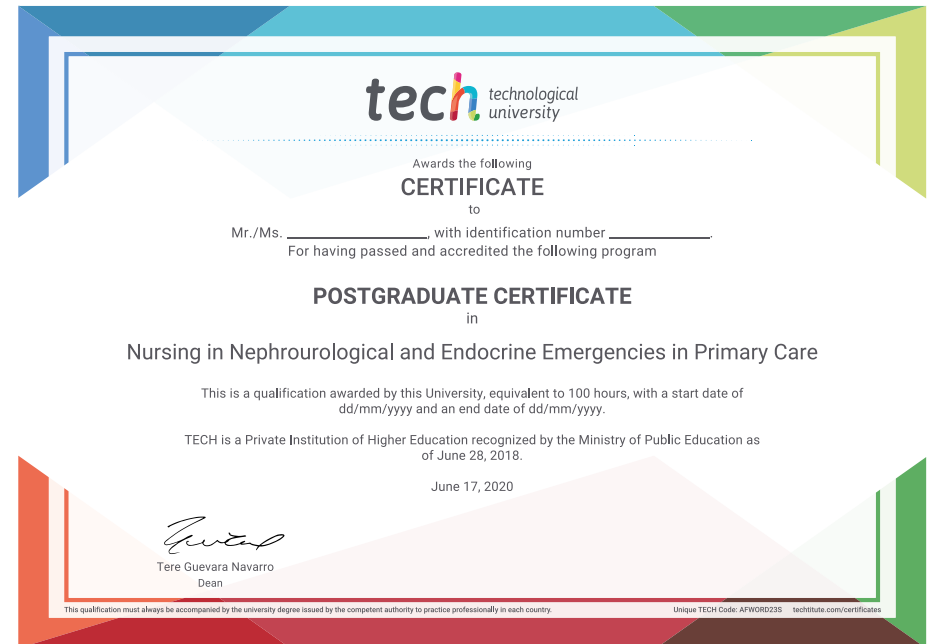 tech technological
university
Awards the following
CERTIFICATE
to
Mr./Ms. ____________________, with identification number ______________.
For having passed and accredited the following program
POSTGRADUATE CERTIFICATE
in
Nursing in Nephrourological and Endocrine Emergencies in Primary Care
This is a qualification awarded by this University, equivalent to 100 hours, with a start date of
dd/mm/yyyy and an end date of dd/mm/yyyy.
TECH is a Private Institution of Higher Education recognized by the Ministry of Public Education as
of June 28, 2018.
June 17, 2020
Tere Guevara Navarro
Dean
This qualification must always be accompanied by the university degree issued by the competent authority to practice professionally in each country. Unique TECH Code: AFWORD23S techtitute.com/certificates